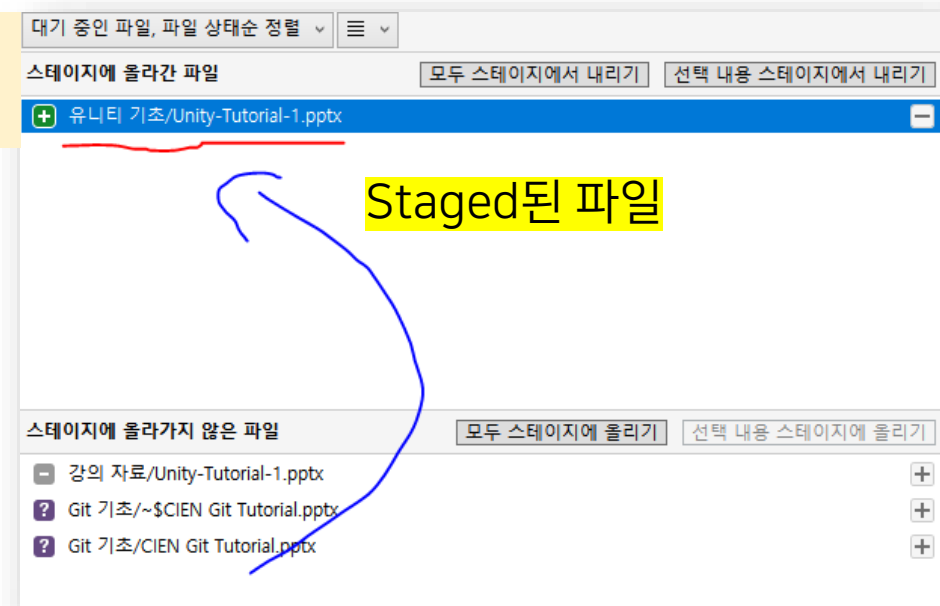 대기 중인 파일, 파일 상태순 정렬
스테이지에 올라간 파일 모두 스테이지에서 내리기 선택 내용 스테이지에서 내리기
유니티 기초/Unity-Tutorial-1.pptx
Staged된 파일
스테이지에 올라가지 않은 파일 모두 스테이지에 올리기 선택 내용 스테이지에 올리기
강의 자료/Unity-Tutorial-1.pptx
Git 기초/~$CIEN Git Tutorial.pptx
Git 기초/CIEN Git Tutorial.pptx